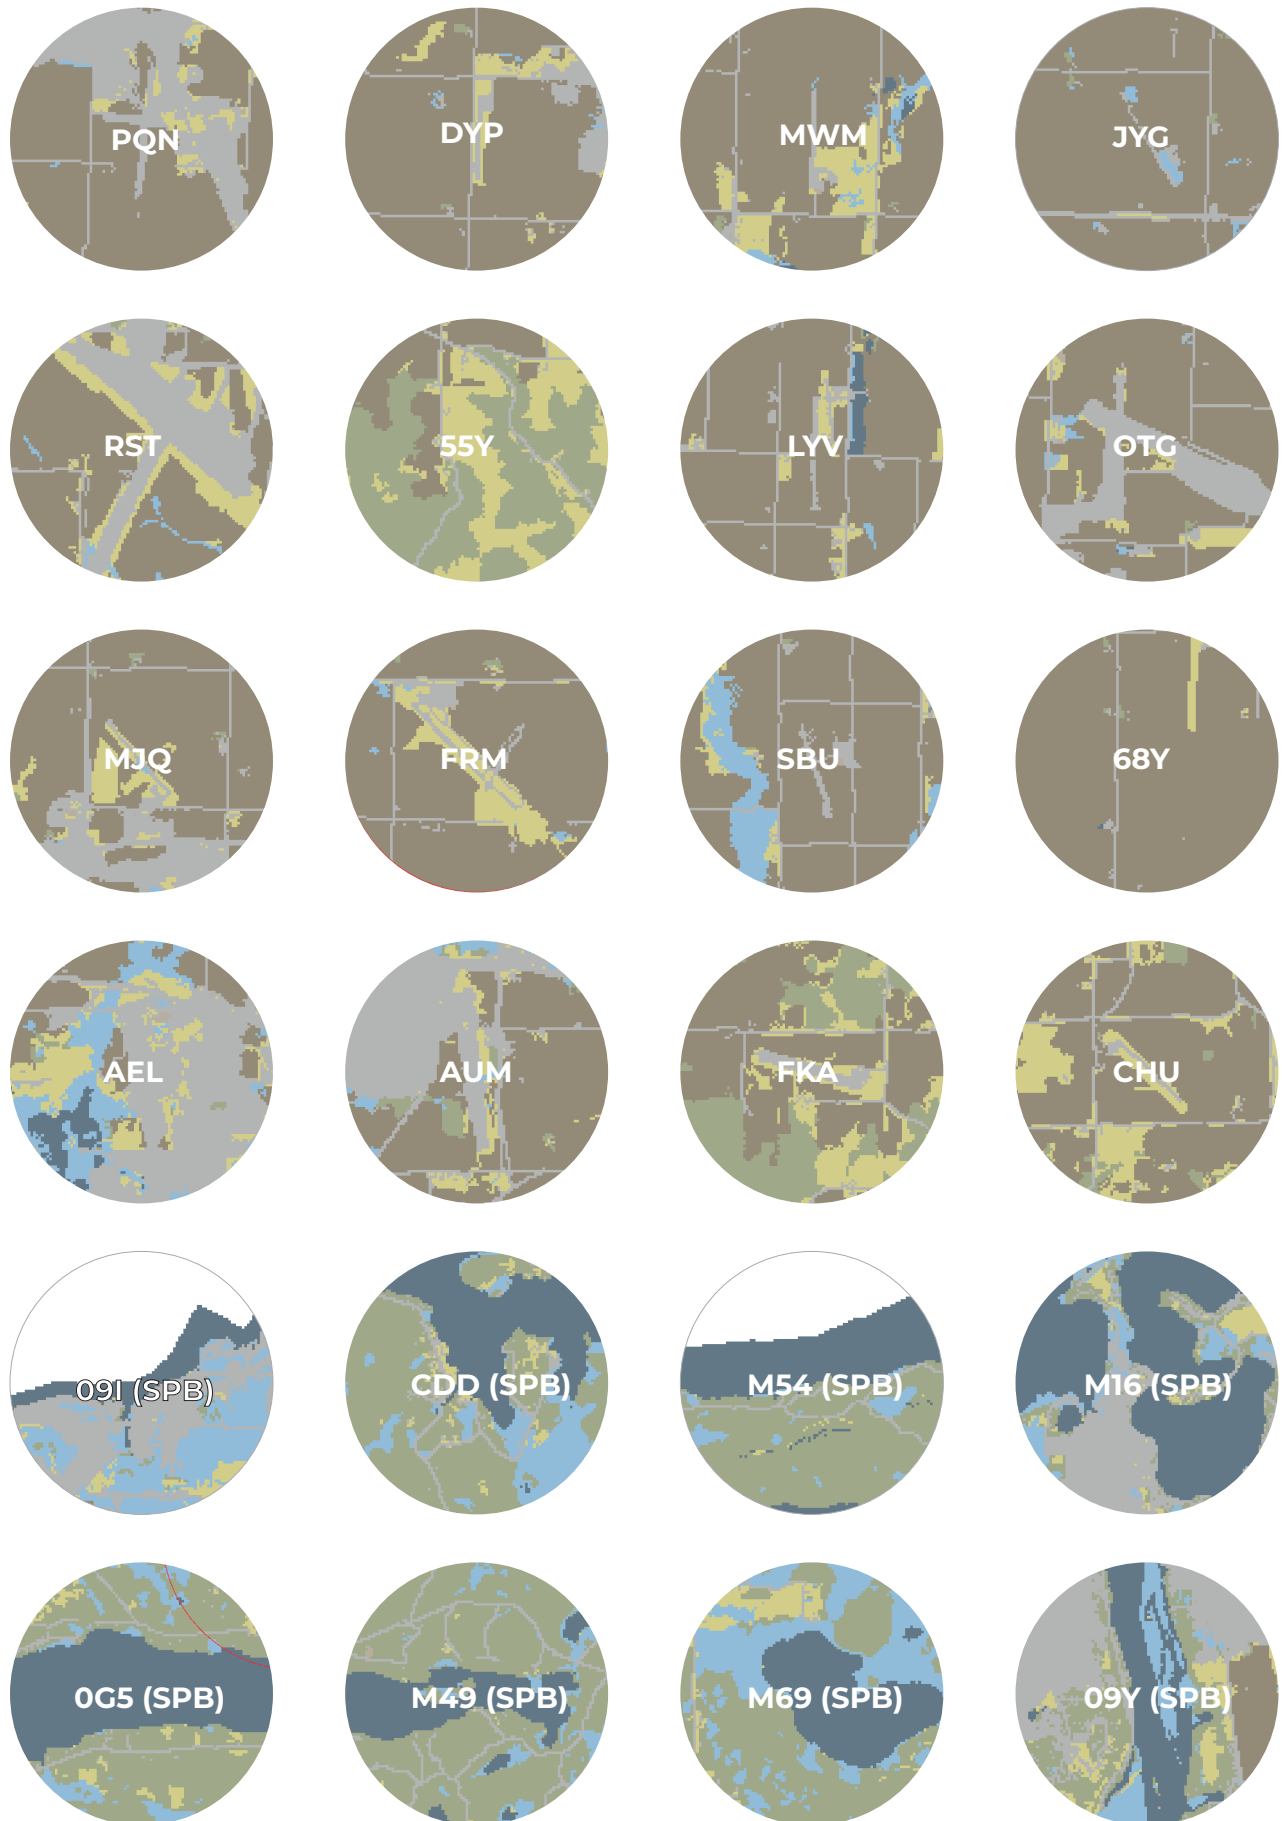 PQN
DYP
MWM
JYG
RST
55Y
LYV
OTG
MJQ
FRM
SBU
68Y
AEL
AUM
FKA
CHU
09I (SPB)
CDD (SPB)
M54 (SPB)
M16 (SPB)
0G5 (SPB)
M49 (SPB)
M69 (SPB)
09Y (SPB)